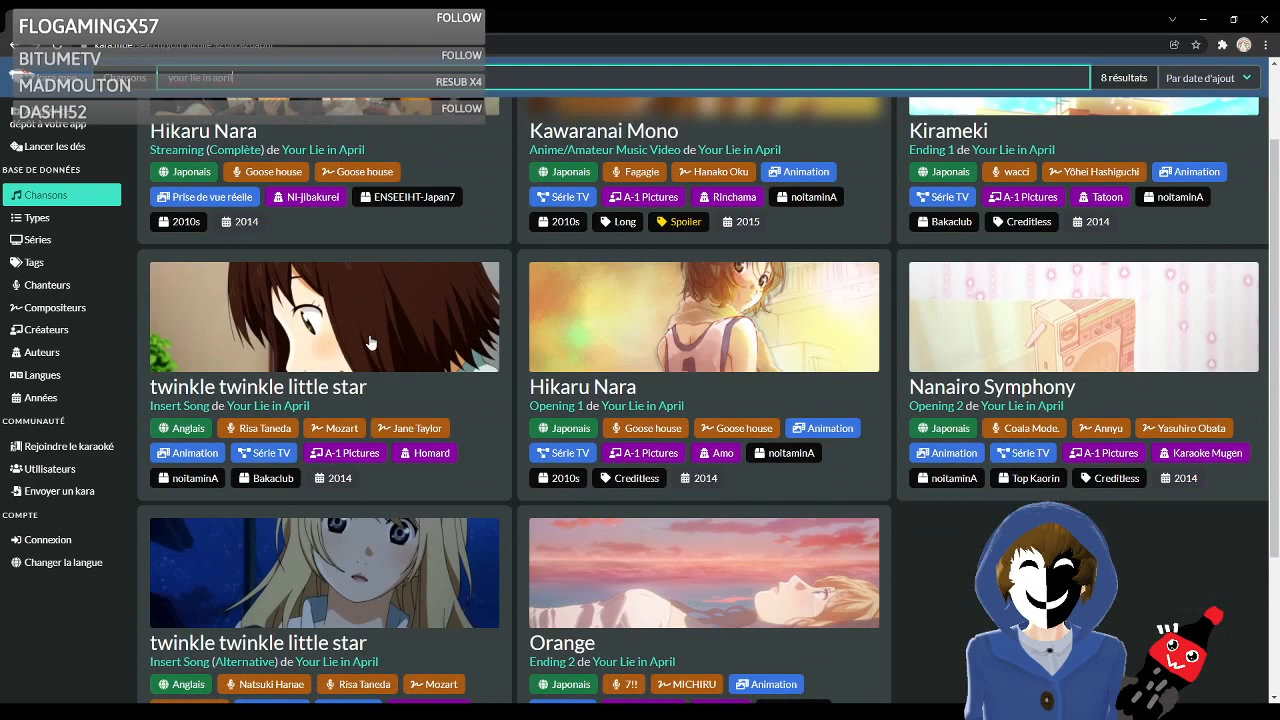 FLOGAMINGX57 FOLLOW
BITUMETV FOLLOW
MADMOUTON RESUB X4
DASHI52 FOLLOW
Chansons your lie in april 8 résultats Par date d'ajout
dépôt à votre app
Lancer les dés
BASE DE DONNÉES
Chansons
Types
Séries
Tags
Chanteurs
Compositeurs
Créateurs
Auteurs
Langues
Années
COMMUNAUTÉ
Rejoindre le karaoké
Utilisateurs
Envoyer un kara
COMPTE
Connexion
Changer la langue
Hikaru Nara
Streaming (Complète) de Your Lie in April
Japonais Goose house Goose house
Prise de vue réelle Ni-jibakurei ENSEEIHT-Japan7
2010s 2014
Kawaranai Mono
Anime/Amateur Music Video de Your Lie in April
Japonais Fagagie Hanako Oku Animation
Série TV A-1 Pictures Rinchama noitaminA
2010s Long Spoiler 2015
Kirameki
Ending 1 de Your Lie in April
Japonais wacci Yôhei Hashiguchi Animation
Série TV A-1 Pictures Tatoon noitaminA
Bakaclub Creditless 2014
twinkle twinkle little star
Insert Song de Your Lie in April
Anglais Risa Taneda Mozart Jane Taylor
Animation Série TV A-1 Pictures Homard
noitaminA Bakaclub 2014
Hikaru Nara
Opening 1 de Your Lie in April
Japonais Goose house Goose house Animation
Série TV A-1 Pictures Amo noitaminA
2010s Creditless 2014
Nanairo Symphony
Opening 2 de Your Lie in April
Japonais Coala Mode. Annyu Yasuhiro Obata
Animation Série TV A-1 Pictures Karaoke Mugen
noitaminA Top Kaorin Creditless 2014
twinkle twinkle little star
Insert Song (Alternative) de Your Lie in April
Anglais Natsuki Hanae Risa Taneda Mozart
Orange
Ending 2 de Your Lie in April
Japonais 7!! MICHIRU Animation